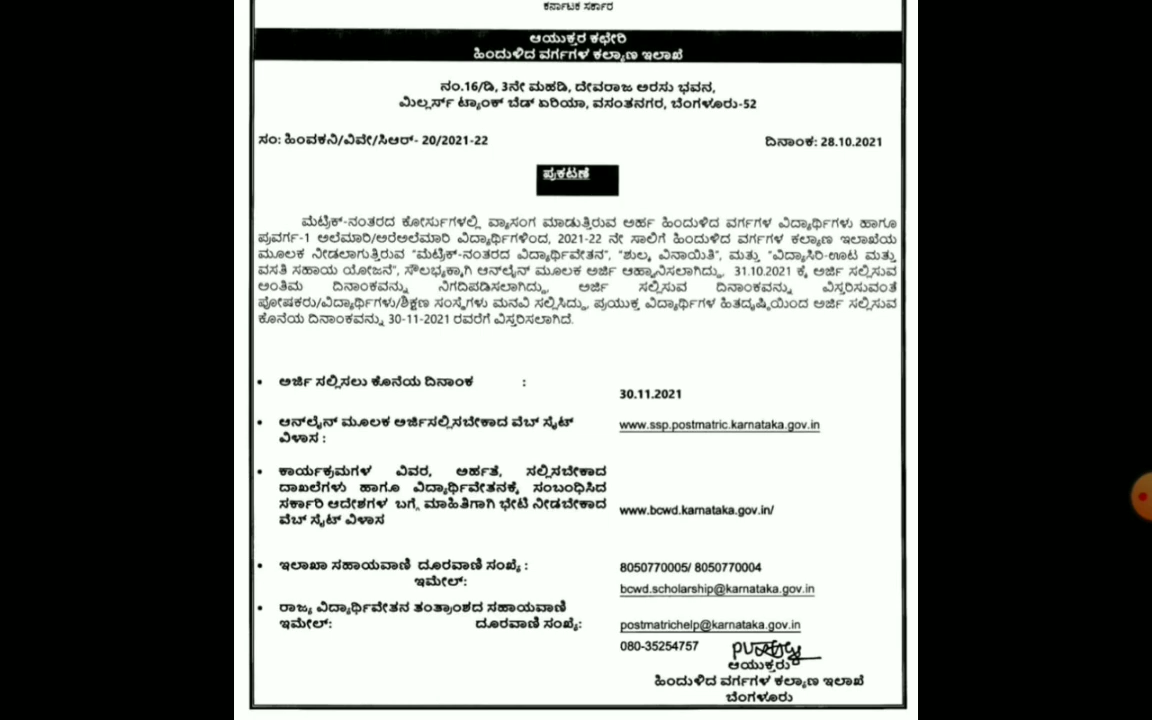 ಕರ್ನಾಟಕ ಸರ್ಕಾರ
ಆಯುಕ್ತರ ಕಛೇರಿ
ಹಿಂದುಳಿದ ವರ್ಗಗಳ ಕಲ್ಯಾಣ ಇಲಾಖೆ
ನಂ.16/ಡಿ, 3ನೇ ಮಹಡಿ, ದೇವರಾಜ ಅರಸು ಭವನ,
ಮಿಲ್ಲರ್ಸ್ ಟ್ಯಾಂಕ್ ಬೆಡ್ ಏರಿಯಾ, ವಸಂತನಗರ, ಬೆಂಗಳೂರು-52
ಸಂ: ಹಿಂವಕನಿ/ವಿವೇ/ಸಿಆರ್- 20/2021-22 ದಿನಾಂಕ: 28.10.2021
ಪ್ರಕಟಣೆ
ಮೆಟ್ರಿಕ್-ನಂತರದ ಕೋರ್ಸುಗಳಲ್ಲಿ ವ್ಯಾಸಂಗ ಮಾಡುತ್ತಿರುವ ಅರ್ಹ ಹಿಂದುಳಿದ ವರ್ಗಗಳ ವಿದ್ಯಾರ್ಥಿಗಳು ಹಾಗೂ
ಪ್ರವರ್ಗ-1 ಅಲೆಮಾರಿ/ಅರೆಅಲೆಮಾರಿ ವಿದ್ಯಾರ್ಥಿಗಳಿಂದ, 2021-22 ನೇ ಸಾಲಿಗೆ ಹಿಂದುಳಿದ ವರ್ಗಗಳ ಕಲ್ಯಾಣ ಇಲಾಖೆಯ
ಮೂಲಕ ನೀಡಲಾಗುತ್ತಿರುವ "ಮೆಟ್ರಿಕ್-ನಂತರದ ವಿದ್ಯಾರ್ಥಿವೇತನ", "ಶುಲ್ಕ ವಿನಾಯಿತಿ", ಮತ್ತು "ವಿದ್ಯಾಸಿರಿ-ಊಟ ಮತ್ತು
ವಸತಿ ಸಹಾಯ ಯೋಜನೆ", ಸೌಲಭ್ಯಕ್ಕಾಗಿ ಆನ್‌ಲೈನ್ ಮೂಲಕ ಅರ್ಜಿ ಆಹ್ವಾನಿಸಲಾಗಿದ್ದು, 31.10.2021 ಕ್ಕೆ ಅರ್ಜಿ ಸಲ್ಲಿಸುವ
ಅಂತಿಮ ದಿನಾಂಕವನ್ನು ನಿಗದಿಪಡಿಸಲಾಗಿದ್ದು, ಅರ್ಜಿ ಸಲ್ಲಿಸುವ ದಿನಾಂಕವನ್ನು ವಿಸ್ತರಿಸುವಂತೆ
ಪೋಷಕರು/ವಿದ್ಯಾರ್ಥಿಗಳು/ಶಿಕ್ಷಣ ಸಂಸ್ಥೆಗಳು ಮನವಿ ಸಲ್ಲಿಸಿದ್ದು, ಪ್ರಯುಕ್ತ ವಿದ್ಯಾರ್ಥಿಗಳ ಹಿತದೃಷ್ಟಿಯಿಂದ ಅರ್ಜಿ ಸಲ್ಲಿಸುವ
ಕೊನೆಯ ದಿನಾಂಕವನ್ನು 30-11-2021 ರವರೆಗೆ ವಿಸ್ತರಿಸಲಾಗಿದೆ.
• ಅರ್ಜಿ ಸಲ್ಲಿಸಲು ಕೊನೆಯ ದಿನಾಂಕ :
30.11.2021
• ಆನ್‌ಲೈನ್ ಮೂಲಕ ಅರ್ಜಿಸಲ್ಲಿಸಬೇಕಾದ ವೆಬ್ ಸೈಟ್ www.ssp.postmatric.karnataka.gov.in
ವಿಳಾಸ :
• ಕಾರ್ಯಕ್ರಮಗಳ ವಿವರ, ಅರ್ಹತೆ, ಸಲ್ಲಿಸಬೇಕಾದ
ದಾಖಲೆಗಳು ಹಾಗೂ ವಿದ್ಯಾರ್ಥಿವೇತನಕ್ಕೆ ಸಂಬಂಧಿಸಿದ
ಸರ್ಕಾರಿ ಆದೇಶಗಳ ಬಗ್ಗೆ ಮಾಹಿತಿಗಾಗಿ ಭೇಟಿ ನೀಡಬೇಕಾದ www.bcwd.karnataka.gov.in/
ವೆಬ್ ಸೈಟ್ ವಿಳಾಸ
• ಇಲಾಖಾ ಸಹಾಯವಾಣಿ ದೂರವಾಣಿ ಸಂಖ್ಯೆ : 8050770005/ 8050770004
ಇಮೇಲ್: bcwd.scholarship@karnataka.gov.in
• ರಾಜ್ಯ ವಿದ್ಯಾರ್ಥಿವೇತನ ತಂತ್ರಾಂಶದ ಸಹಾಯವಾಣಿ
ಇಮೇಲ್: ದೂರವಾಣಿ ಸಂಖ್ಯೆ: postmatrichelp@karnataka.gov.in
080-35254757
ಆಯುಕ್ತರು
ಹಿಂದುಳಿದ ವರ್ಗಗಳ ಕಲ್ಯಾಣ ಇಲಾಖೆ
ಬೆಂಗಳೂರು